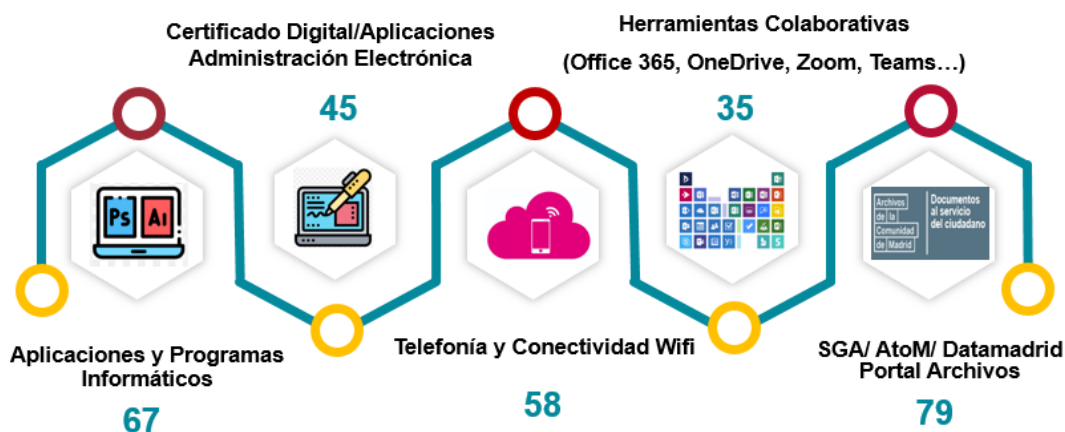 Certificado Digital/Aplicaciones
Administración Electrónica
45
Herramientas Colaborativas
(Office 365, OneDrive, Zoom, Teams…)
35
Ps
Ai
Archivos
de la
Comunidad
de Madrid
Documentos
al servicio
del ciudadano
Aplicaciones y Programas
Informáticos
67
Telefonía y Conectividad Wifi
58
SGA/ AtoM/ Datamadrid
Portal Archivos
79